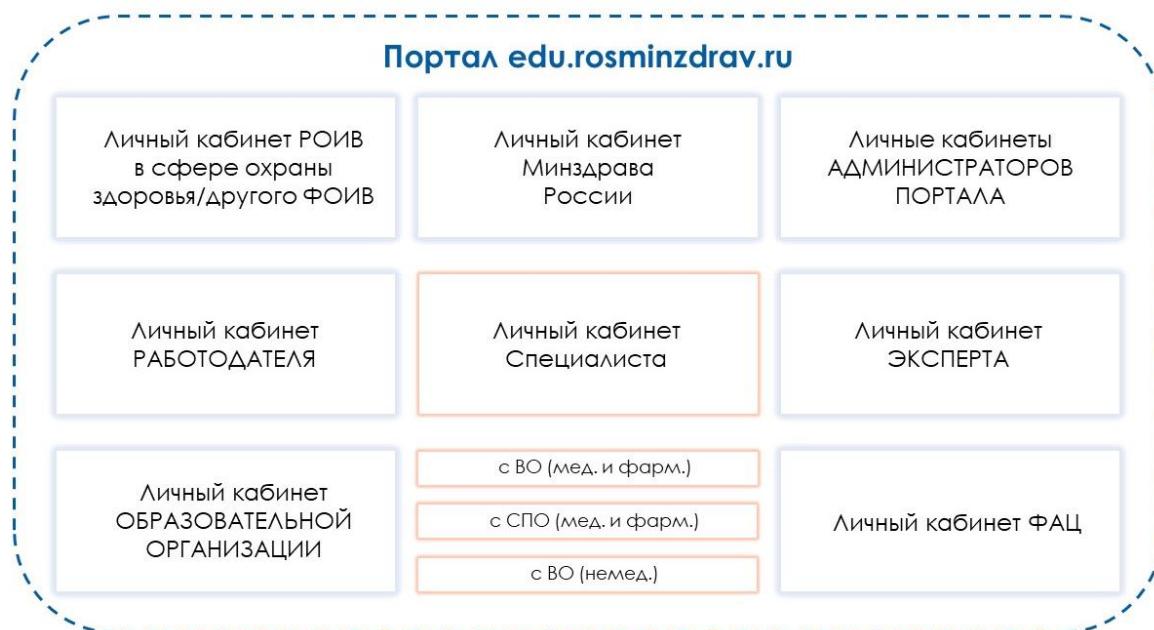 Портал edu.rosminzdrav.ru
Личный кабинет РОИВ
в сфере охраны
здоровья/другого ФОИВ
Личный кабинет
Минздрава
России
Личные кабинеты
АДМИНИСТРАТОРОВ
ПОРТАЛА
Личный кабинет
РАБОТОДАТЕЛЯ
Личный кабинет
Специалиста
Личный кабинет
ЭКСПЕРТА
Личный кабинет
ОБРАЗОВАТЕЛЬНОЙ
ОРГАНИЗАЦИИ
с ВО (мед. и фарм.)
с СПО (мед. и фарм.)
с ВО (немед.)
Личный кабинет ФАЦ